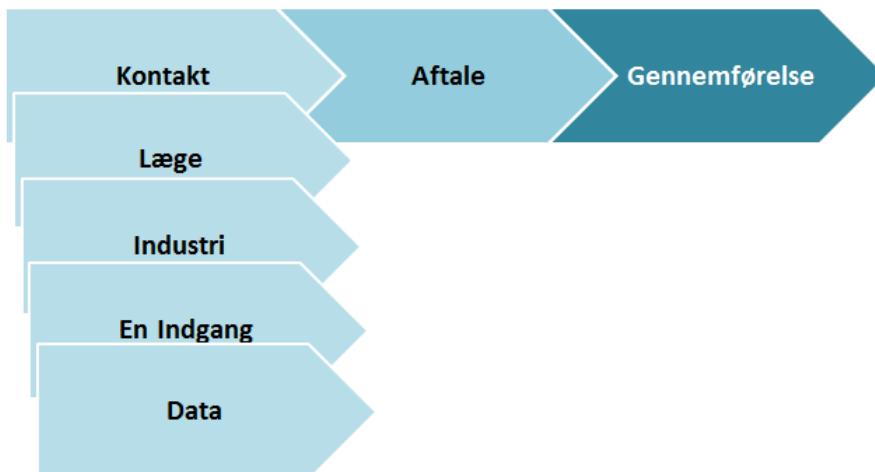 Kontakt
Aftale
Gennemførelse
Læge
Industri
En Indgang
Data